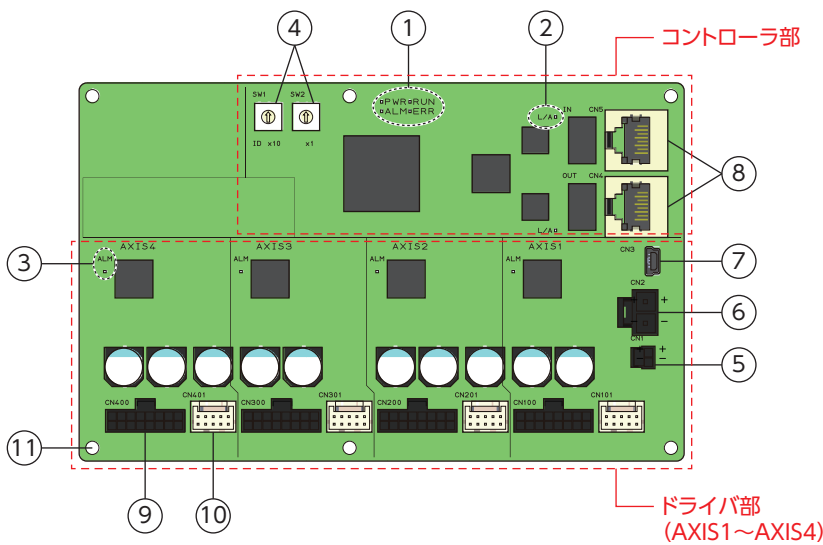 ④
①
②
コントローラ部
SW1
SW2
PWR RUN
ALM ERR
L/A
IN
CN5
ID x10
x1
OUT
CN4
⑧
L/A
AXIS4
AXIS3
AXIS2
AXIS1
③
ALM
ALM
ALM
ALM
CN3
⑦
CN2
+
−
⑥
CN1
+
−
⑤
CN400
CN401
CN300
CN301
CN200
CN201
CN100
CN101
⑪
⑨
⑩
ドライバ部
(AXIS1～AXIS4)